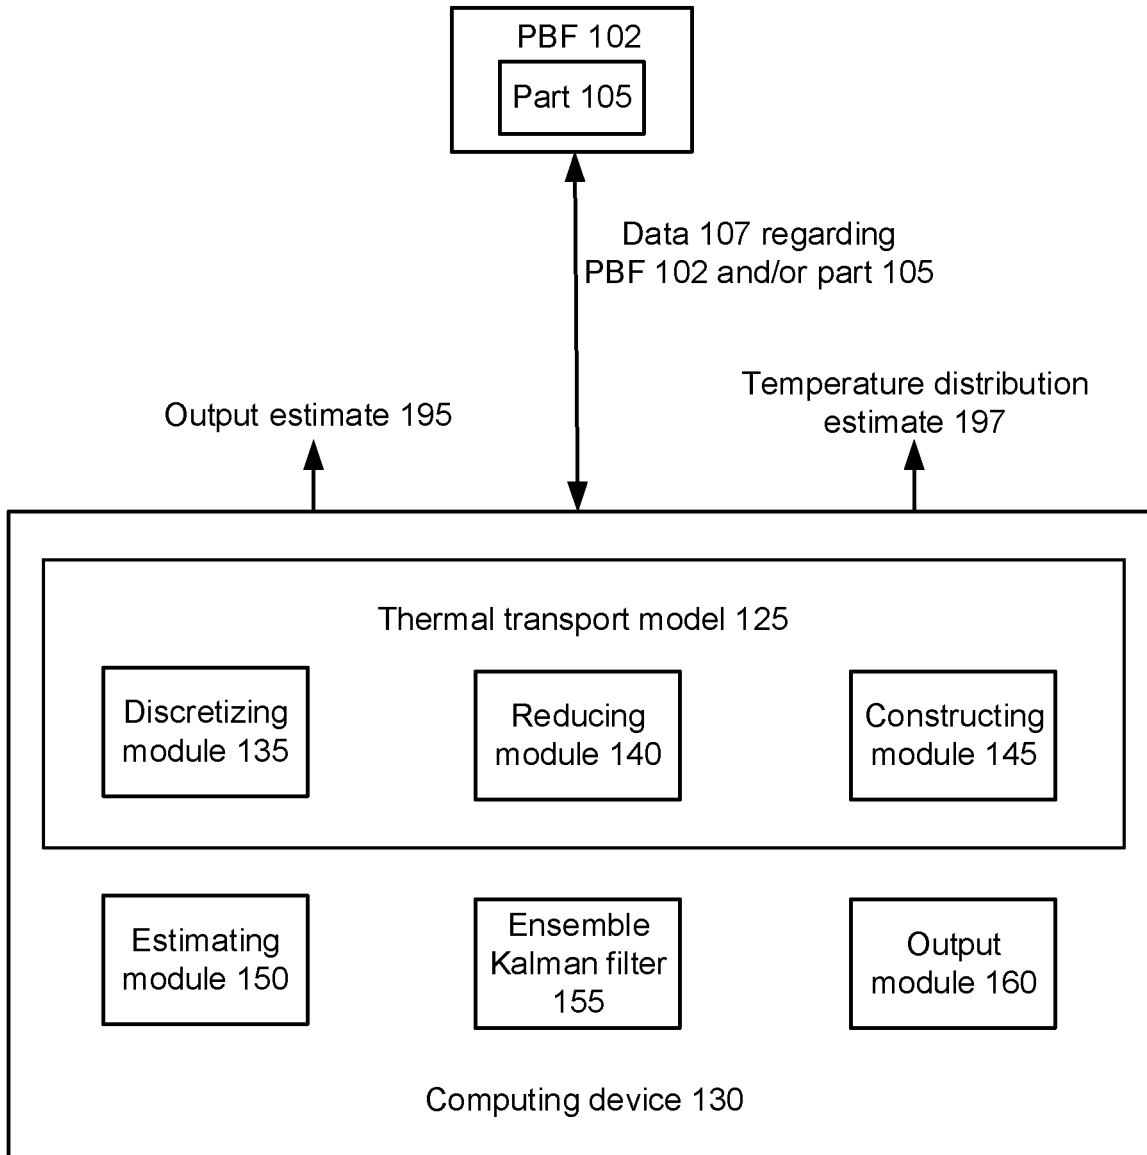 PBF 102
Part 105
Data 107 regarding
PBF 102 and/or part 105
Output estimate 195
Temperature distribution
estimate 197
Thermal transport model 125
Discretizing
module 135
Reducing
module 140
Constructing
module 145
Estimating
module 150
Ensemble
Kalman filter
155
Output
module 160
Computing device 130